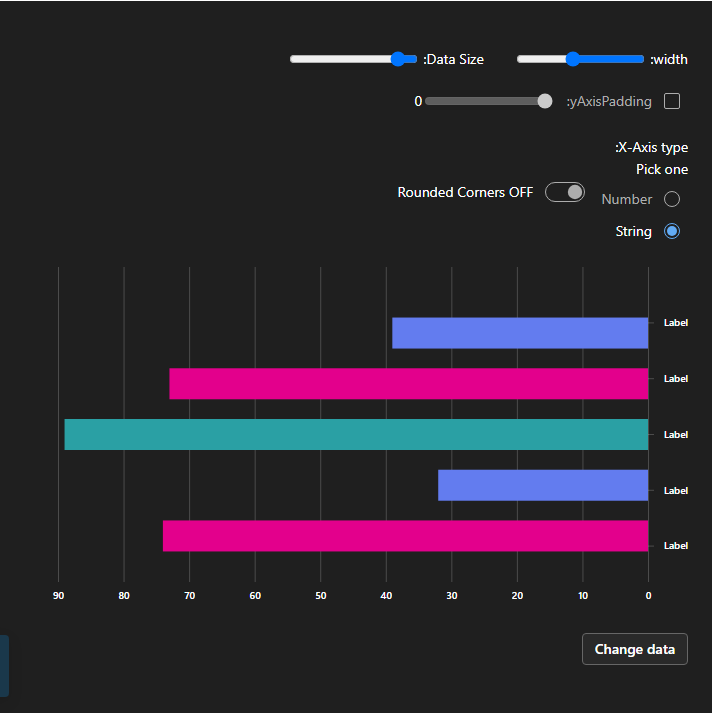 :width
:Data Size
:yAxisPadding
0
:X-Axis type
Pick one
Number
Rounded Corners OFF
String
Label
Label
Label
Label
Label
90 80 70 60 50 40 30 20 10 0
Change data